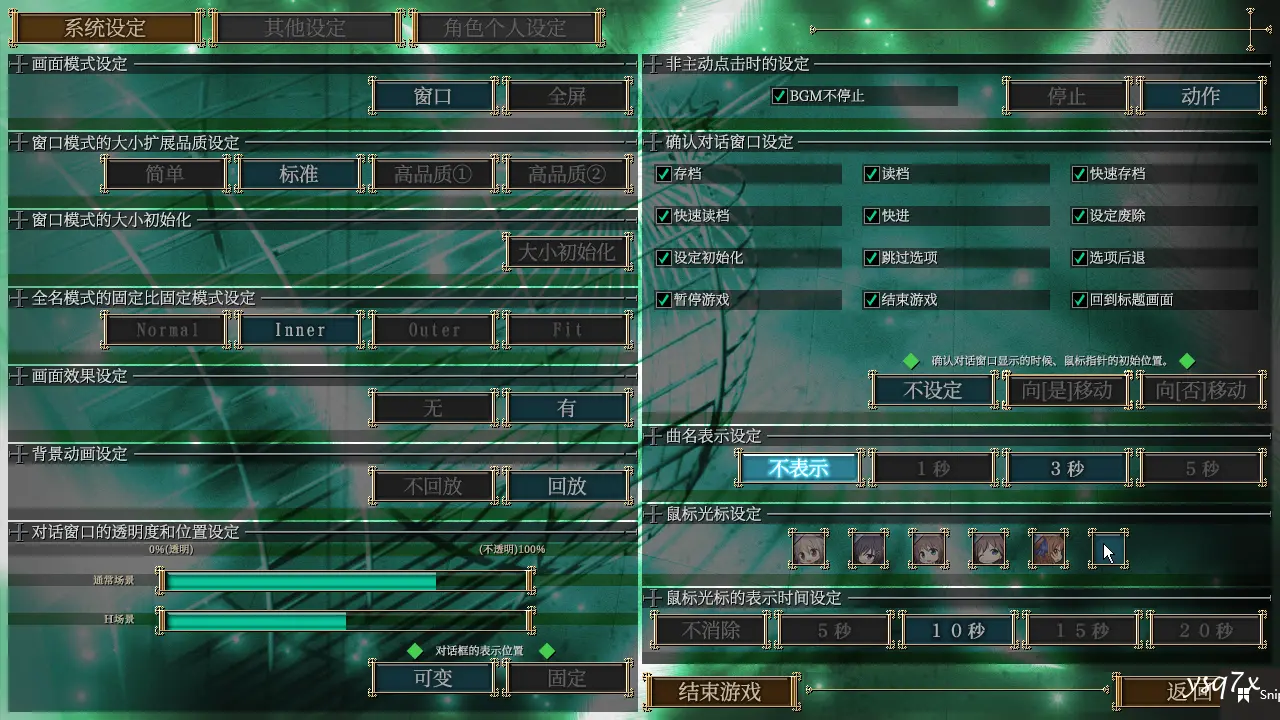 系统设定 其他设定 角色个人设定
画面模式设定
窗口 全屏
窗口模式的大小扩展品质设定
简单 标准 高品质① 高品质②
窗口模式的大小初始化
大小初始化
全名模式的固定比固定模式设定
Normal Inner Outer Fit
画面效果设定
无 有
背景动画设定
不回放 回放
对话窗口的透明度和位置设定
0%(透明) (不透明)100%
通常场景
H场景
对话框的表示位置
可变 固定
非主动点击时的设定
BGM不停止 停止 动作
确认对话窗口设定
存档 读档 快速存档
快速读档 快进 设定废除
设定初始化 跳过选项 选项后退
暂停游戏 结束游戏 回到标题画面
确认对话窗口显示的时候、鼠标指针的初始位置。
不设定 向[是]移动 向[否]移动
曲名表示设定
不表示 1秒 3秒 5秒
鼠标光标设定
鼠标光标的表示时间设定
不消除 5秒 10秒 15秒 20秒
结束游戏 返回
ysq7x